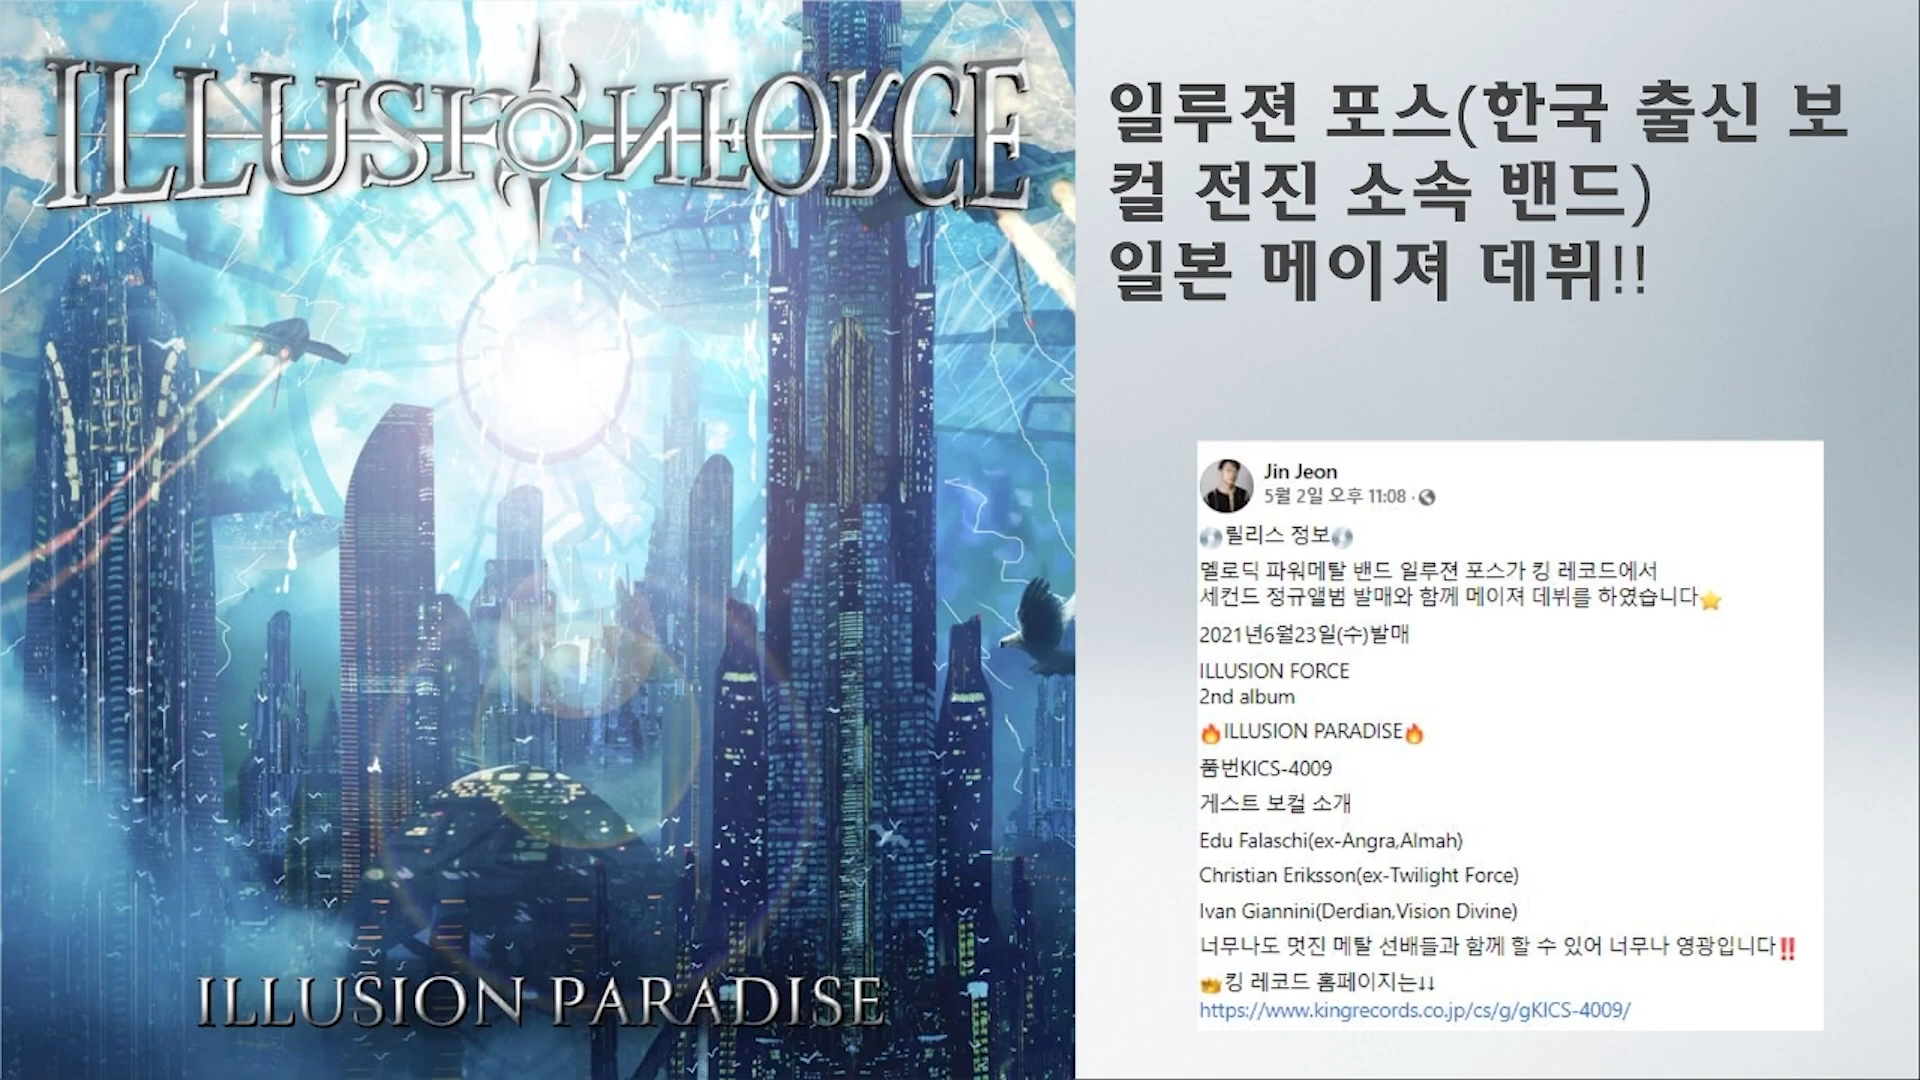 ILLUSION FORCE
ILLUSION PARADISE
일루젼 포스(한국 출신 보
컬 전진 소속 밴드)
일본 메이져 데뷔!!
Jin Jeon
5월 2일 오후 11:08 ·
릴리스 정보
멜로딕 파워메탈 밴드 일루젼 포스가 킹 레코드에서
세컨드 정규앨범 발매와 함께 메이져 데뷔를 하였습니다⭐
2021년6월23일(수)발매
ILLUSION FORCE
2nd album
🔥ILLUSION PARADISE🔥
품번KICS-4009
게스트 보컬 소개
Edu Falaschi(ex-Angra,Almah)
Christian Eriksson(ex-Twilight Force)
Ivan Giannini(Derdian,Vision Divine)
너무나도 멋진 메탈 선배들과 함께 할 수 있어 너무나 영광입니다‼️
👑킹 레코드 홈페이지는↓↓
https://www.kingrecords.co.jp/cs/g/gKICS-4009/